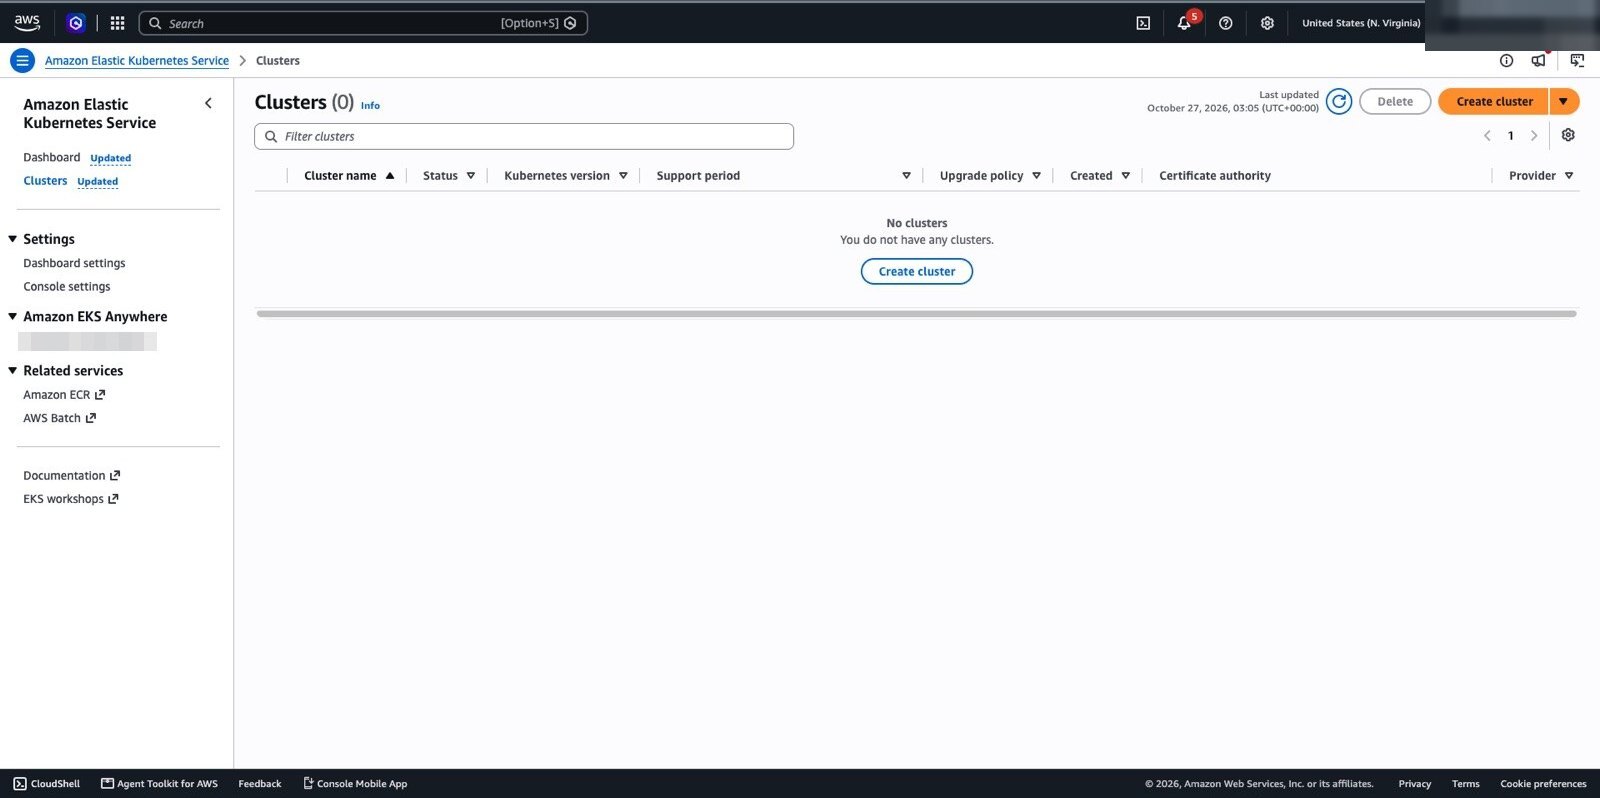 aws
Search
[Option+S]
5
United States (N. Virginia)
Amazon Elastic Kubernetes Service
Clusters
Amazon Elastic
Kubernetes Service
Dashboard Updated
Clusters Updated
Settings
Dashboard settings
Console settings
Amazon EKS Anywhere
Related services
Amazon ECR
AWS Batch
Documentation
EKS workshops
Clusters (0) Info
Last updated
October 27, 2026, 03:05 (UTC+00:00)
Delete
Create cluster
Filter clusters
1
Cluster name Status Kubernetes version Support period Upgrade policy Created Certificate authority Provider
No clusters
You do not have any clusters.
Create cluster
CloudShell Agent Toolkit for AWS Feedback Console Mobile App © 2026, Amazon Web Services, Inc. or its affiliates. Privacy Terms Cookie preferences